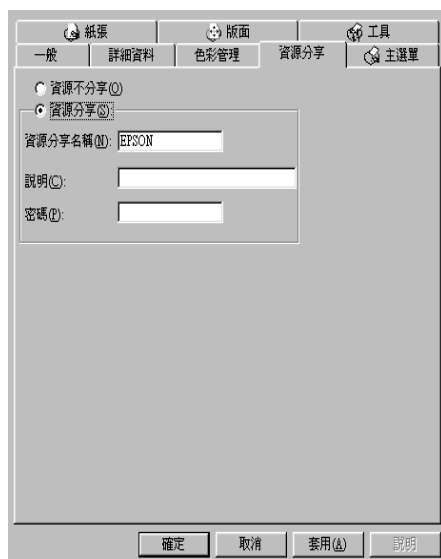 紙張 版面 工具
一般 詳細資料 色彩管理 資源分享 主選單
資源不分享(O)
資源分享(S):
資源分享名稱(N): EPSON
說明(C):
密碼(P):
確定 取消 套用(A) 說明